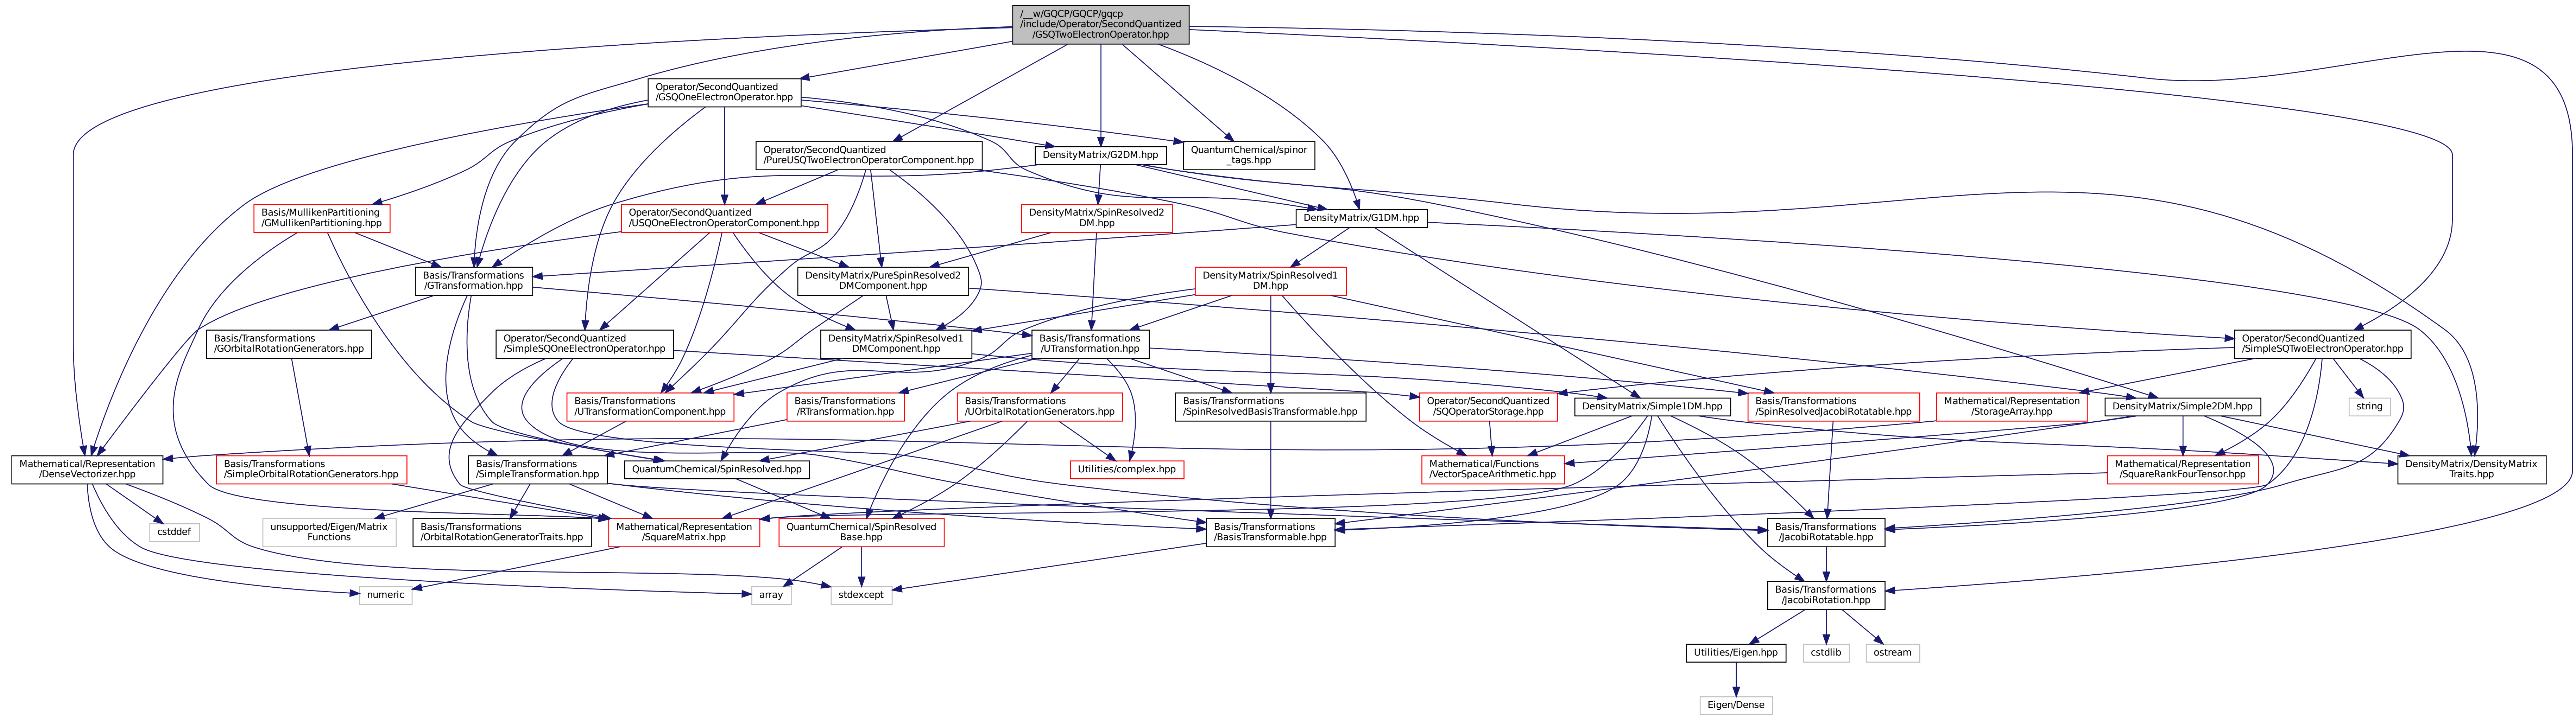 /__w/GQCP/GQCP/gqcp
/include/Operator/SecondQuantized
/GSQTwoElectronOperator.hpp
Operator/SecondQuantized
/GSQOneElectronOperator.hpp
Operator/SecondQuantized
/PureUSQTwoElectronOperatorComponent.hpp
DensityMatrix/G2DM.hpp
QuantumChemical/spinor
_tags.hpp
Basis/MullikenPartitioning
/GMullikenPartitioning.hpp
Operator/SecondQuantized
/USQOneElectronOperatorComponent.hpp
DensityMatrix/SpinResolved2
DM.hpp
DensityMatrix/G1DM.hpp
Basis/Transformations
/GTransformation.hpp
DensityMatrix/PureSpinResolved2
DMComponent.hpp
DensityMatrix/SpinResolved1
DM.hpp
Basis/Transformations
/GOrbitalRotationGenerators.hpp
Operator/SecondQuantized
/SimpleSQOneElectronOperator.hpp
DensityMatrix/SpinResolved1
DMComponent.hpp
Basis/Transformations
/UTransformation.hpp
Operator/SecondQuantized
/SimpleSQTwoElectronOperator.hpp
Basis/Transformations
/UTransformationComponent.hpp
Basis/Transformations
/RTransformation.hpp
Basis/Transformations
/UOrbitalRotationGenerators.hpp
Basis/Transformations
/SpinResolvedBasisTransformable.hpp
Operator/SecondQuantized
/SQOperatorStorage.hpp
DensityMatrix/Simple1DM.hpp
Basis/Transformations
/SpinResolvedJacobiRotatable.hpp
Mathematical/Representation
/StorageArray.hpp
DensityMatrix/Simple2DM.hpp
string
Mathematical/Representation
/DenseVectorizer.hpp
Basis/Transformations
/SimpleOrbitalRotationGenerators.hpp
Basis/Transformations
/SimpleTransformation.hpp
QuantumChemical/SpinResolved.hpp
Utilities/complex.hpp
Mathematical/Functions
/VectorSpaceArithmetic.hpp
Mathematical/Representation
/SquareRankFourTensor.hpp
DensityMatrix/DensityMatrix
Traits.hpp
cstddef
unsupported/Eigen/Matrix
Functions
Basis/Transformations
/OrbitalRotationGeneratorTraits.hpp
Mathematical/Representation
/SquareMatrix.hpp
QuantumChemical/SpinResolved
Base.hpp
Basis/Transformations
/BasisTransformable.hpp
Basis/Transformations
/JacobiRotatable.hpp
numeric
array
stdexcept
Basis/Transformations
/JacobiRotation.hpp
Utilities/Eigen.hpp
cstdlib
ostream
Eigen/Dense